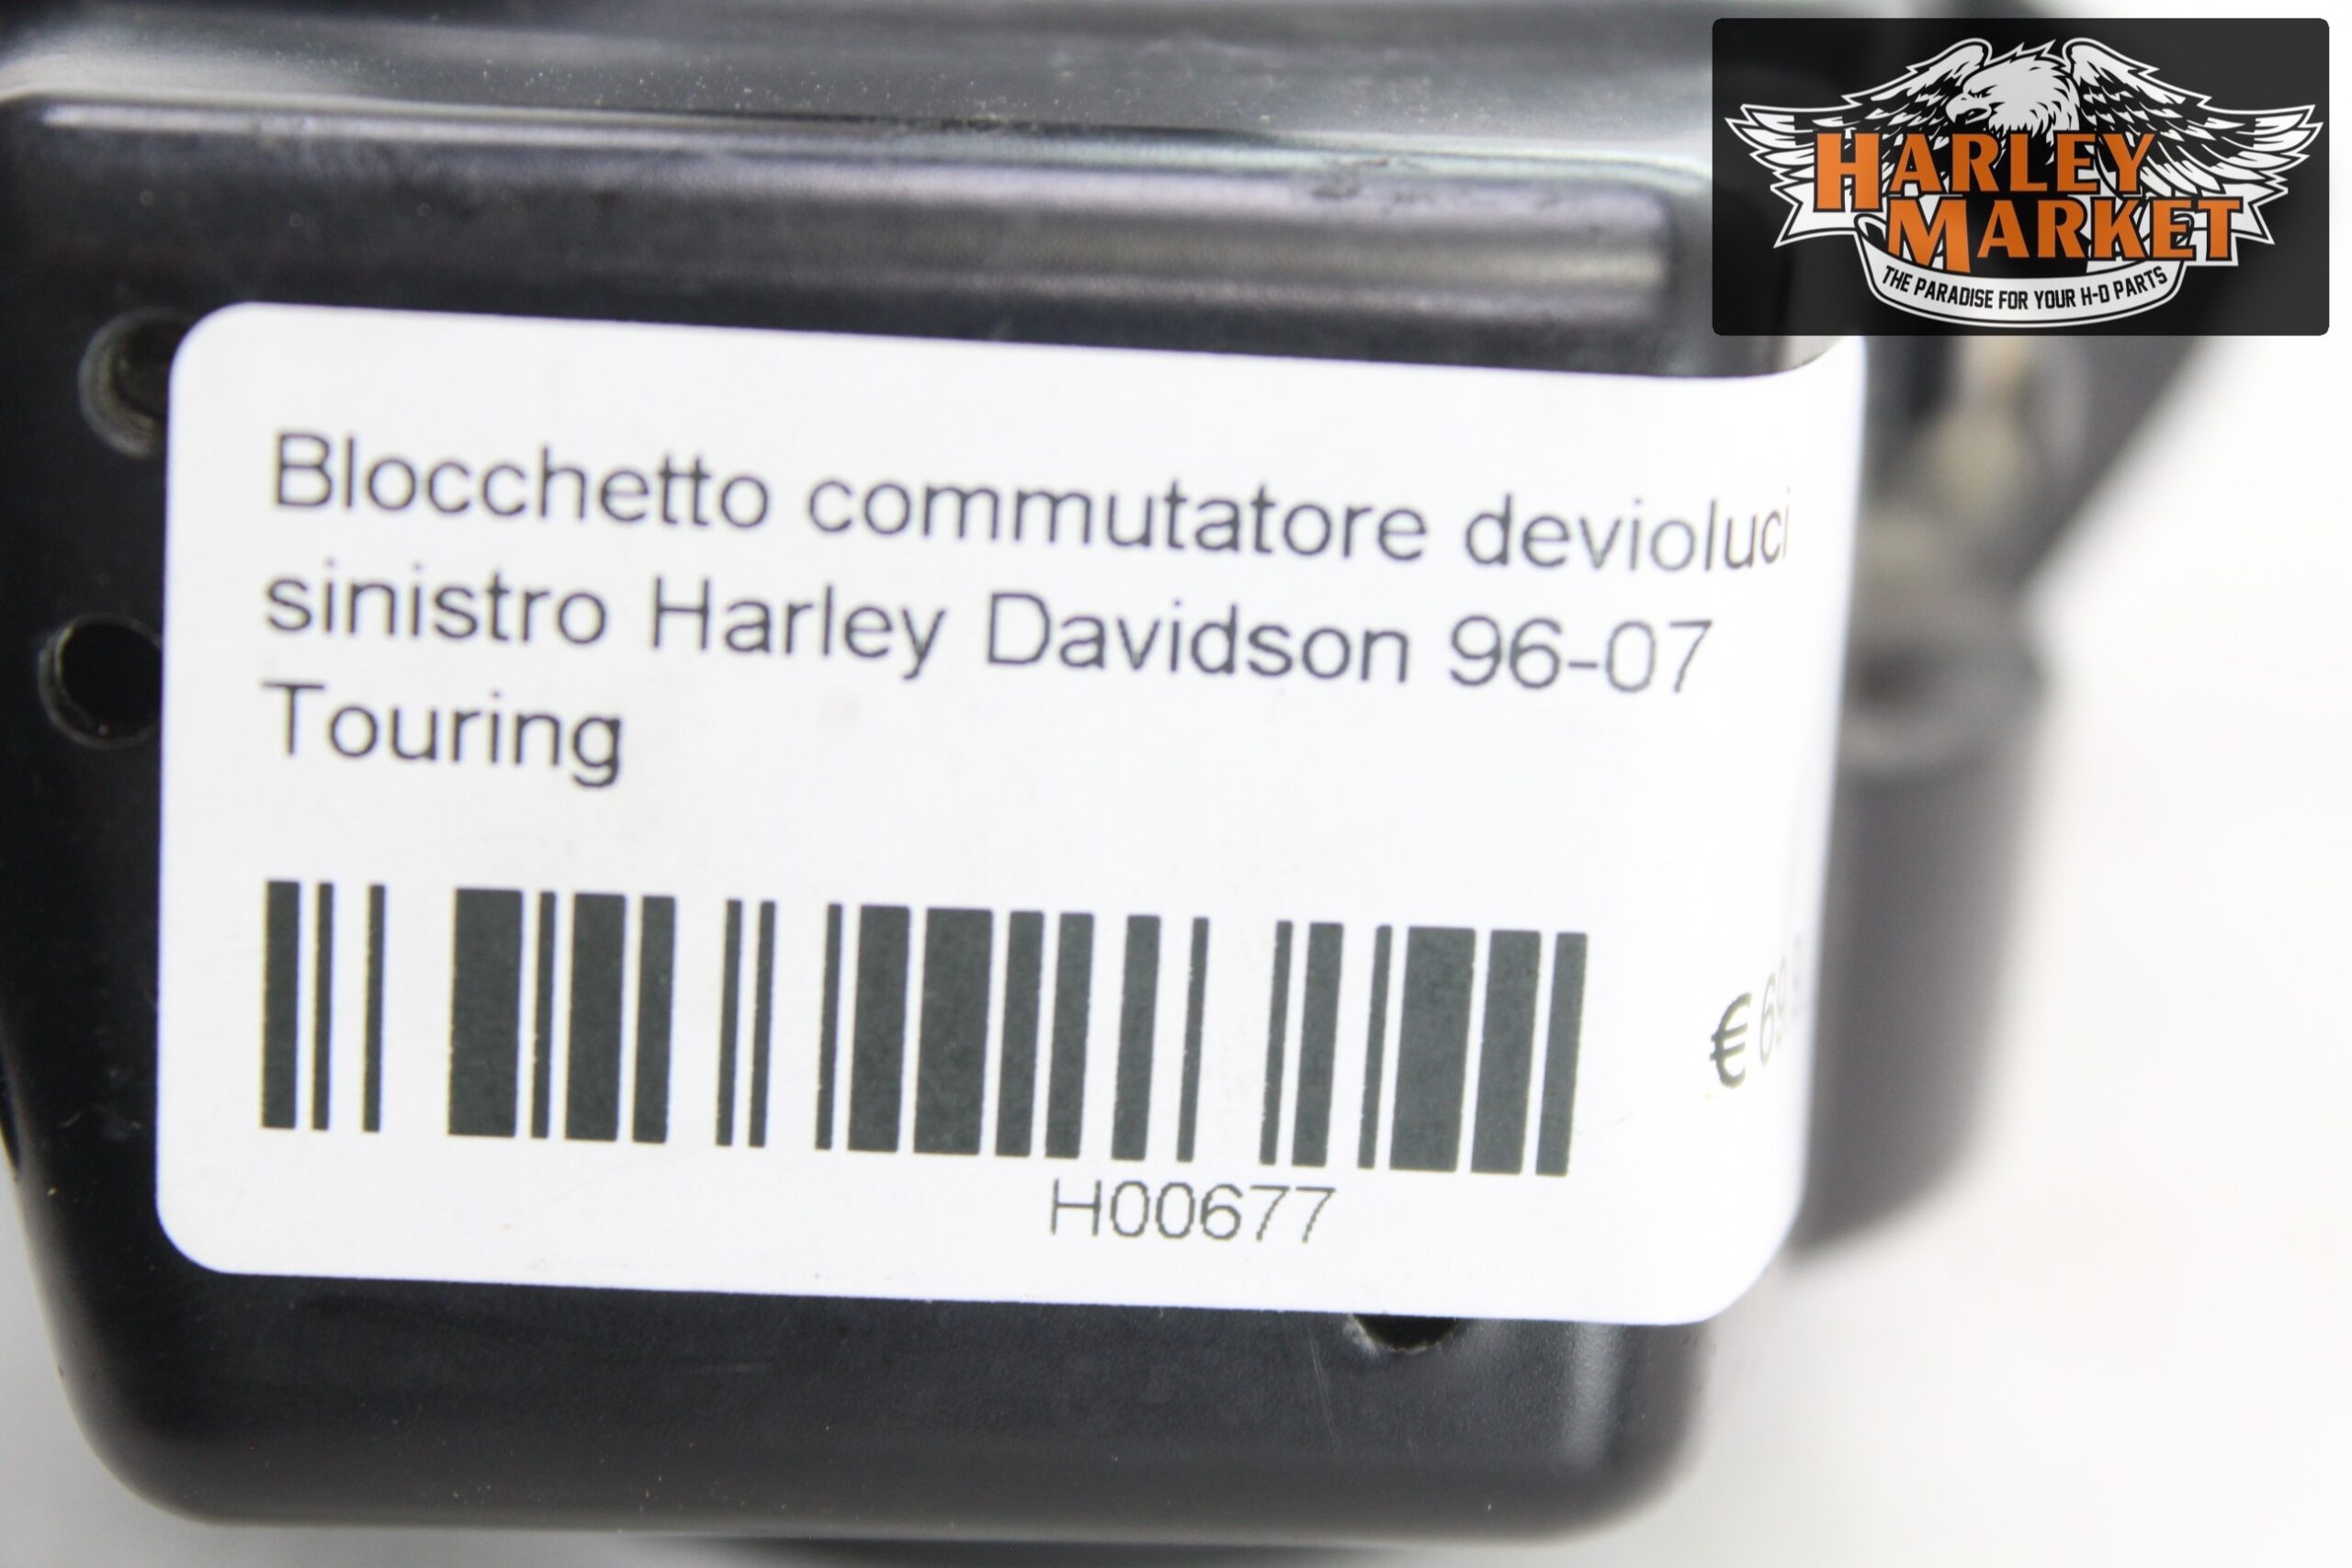 HARLEY
MARKET
THE PARADISE FOR YOUR H-D PARTS
Blocchetto commutatore devioluci
sinistro Harley Davidson 96-07
Touring
€
H00677